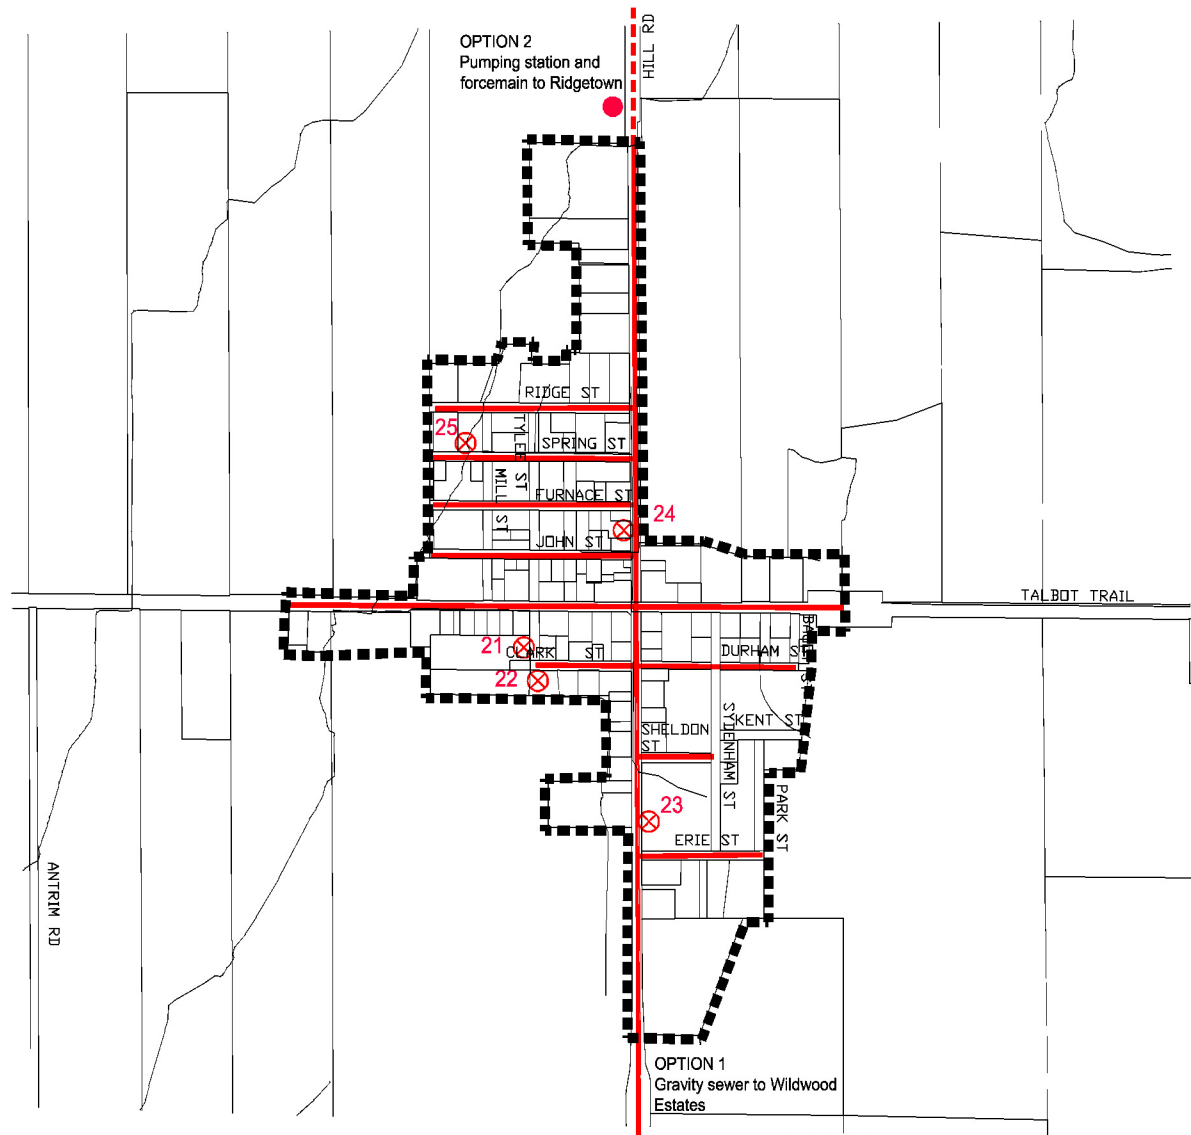 OPTION 2
Pumping station and
forcemain to Ridgetown
HILL RD
RIDGE ST
25
TYLEE ST
SPRING ST
MILL ST
FURNACE ST
24
JOHN ST
TALBOT TRAIL
21
CLARK ST
DURHAM ST
22
SYDENHAM ST
KENT ST
SHELDON
ST
23
PARK ST
ERIE ST
ANTRIM RD
OPTION 1
Gravity sewer to Wildwood
Estates